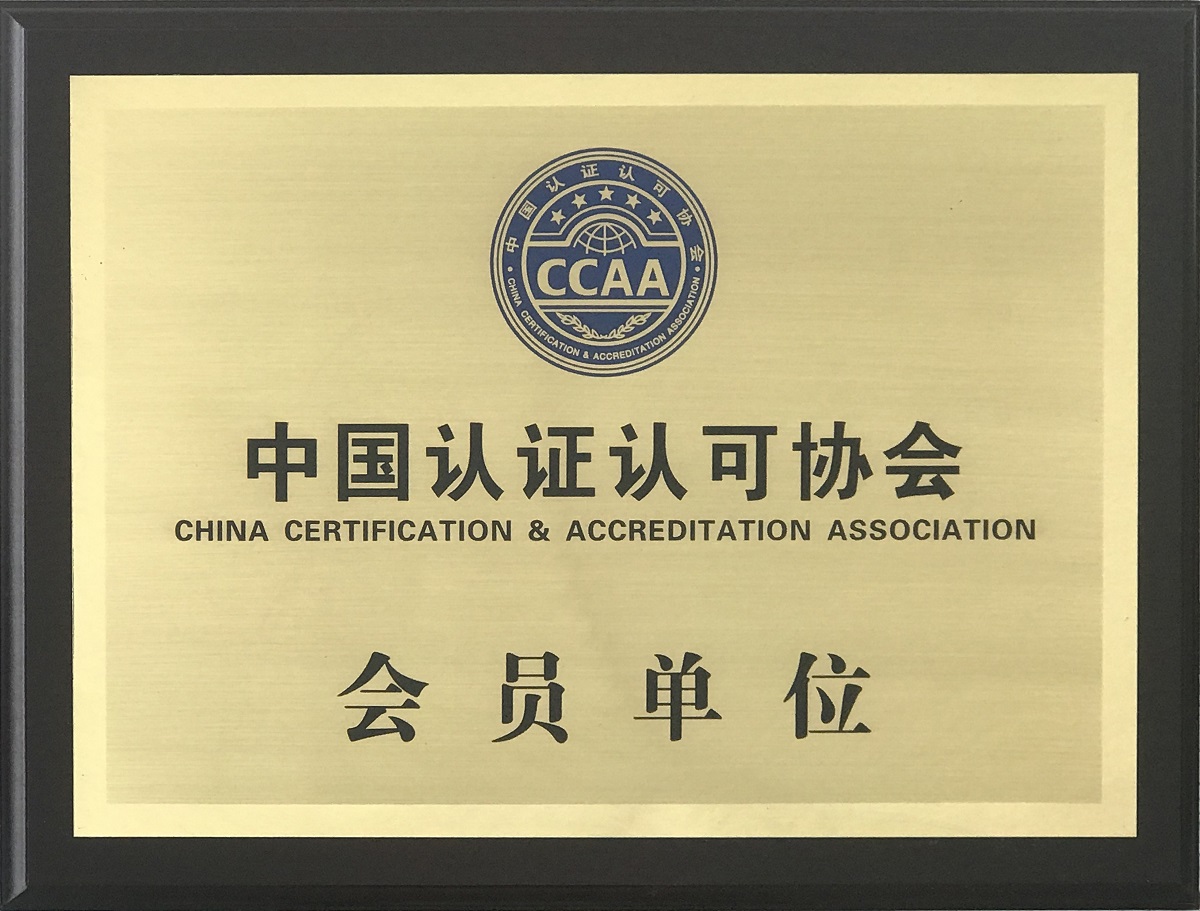 中国认证认可协会
CCAA
CHINA CERTIFICATION & ACCREDITATION ASSOCIATION
中国认证认可协会
CHINA CERTIFICATION & ACCREDITATION ASSOCIATION
会员单位